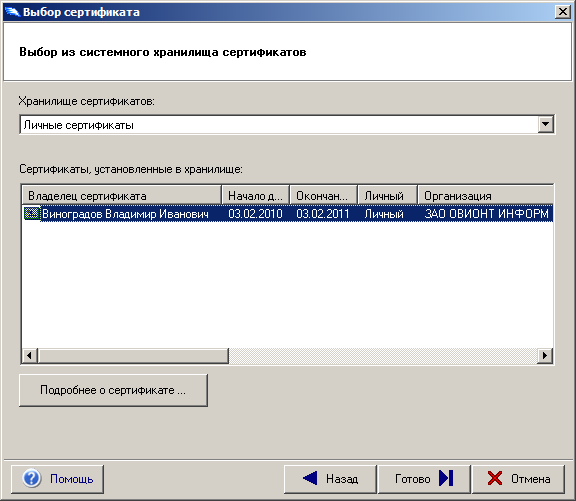 Выбор сертификата
Выбор из системного хранилища сертификатов
Хранилище сертификатов:
Личные сертификаты
Сертификаты, установленные в хранилище:
Владелец сертификата Начало д... Окончан... Личный Организация
Виноградов Владимир Иванович 03.02.2010 03.02.2011 Личный ЗАО ОВИОНТ ИНФОРМ
Подробнее о сертификате ...
Помощь Назад Готово Отмена